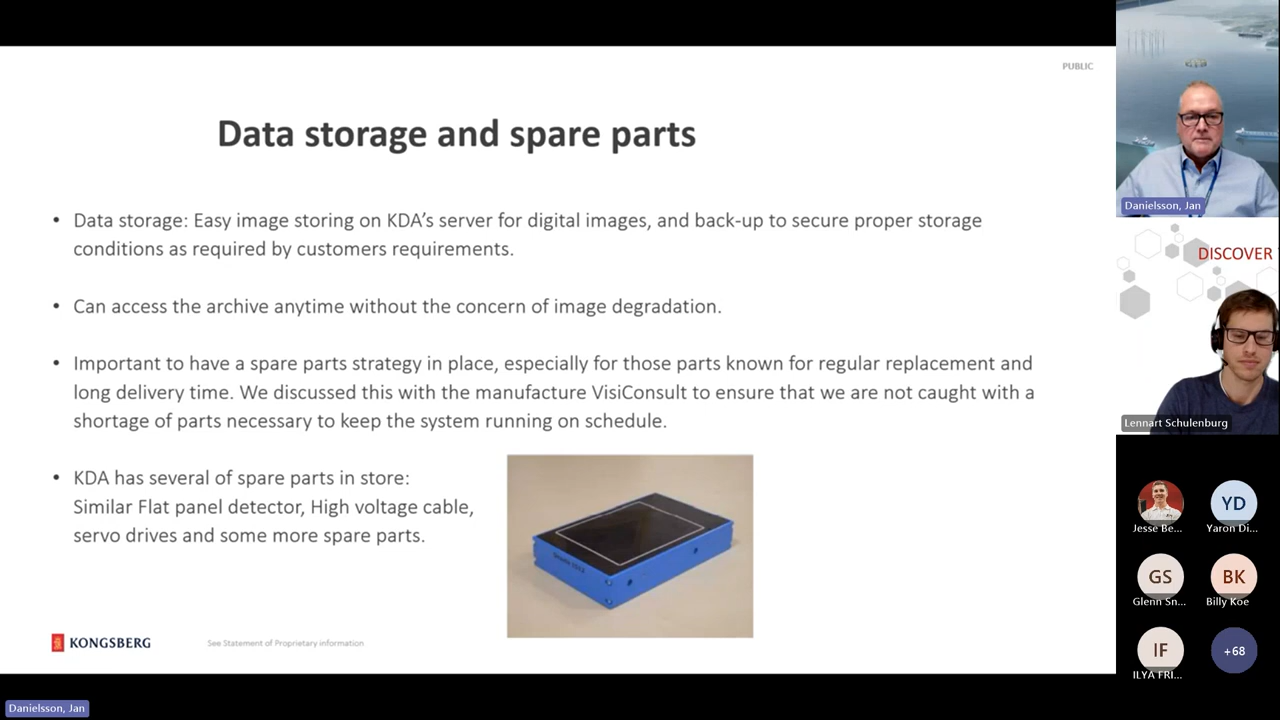 PUBLIC
Data storage and spare parts
• Data storage: Easy image storing on KDA's server for digital images, and back-up to secure proper storage
conditions as required by customers requirements.
• Can access the archive anytime without the concern of image degradation.
• Important to have a spare parts strategy in place, especially for those parts known for regular replacement and
long delivery time. We discussed this with the manufacture VisiConsult to ensure that we are not caught with a
shortage of parts necessary to keep the system running on schedule.
• KDA has several of spare parts in store:
Similar Flat panel detector, High voltage cable,
servo drives and some more spare parts.
KONGSBERG
See Statement of Proprietary information
Danielsson, Jan
Danielsson, Jan
DISCOVER
Lennart Schulenburg
Jesse Be...
YD
Yaron Di...
GS
Glenn Sn...
BK
Billy Koe
IF
ILYA FRI...
+68